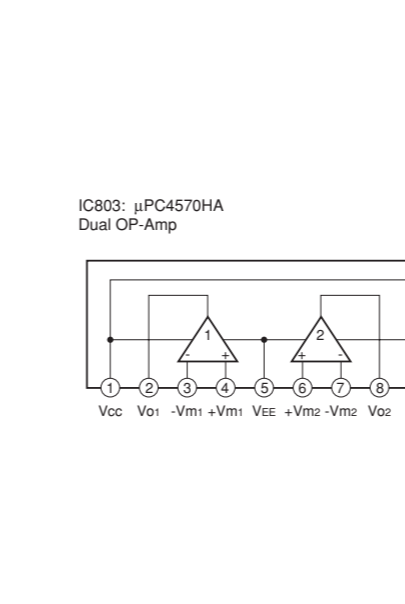 IC803: μPC4570HA
Dual OP-Amp
1 2
- + + -
1 2 3 4 5 6 7 8
Vcc Vo1 -Vm1 +Vm1 VEE +Vm2 -Vm2 Vo2